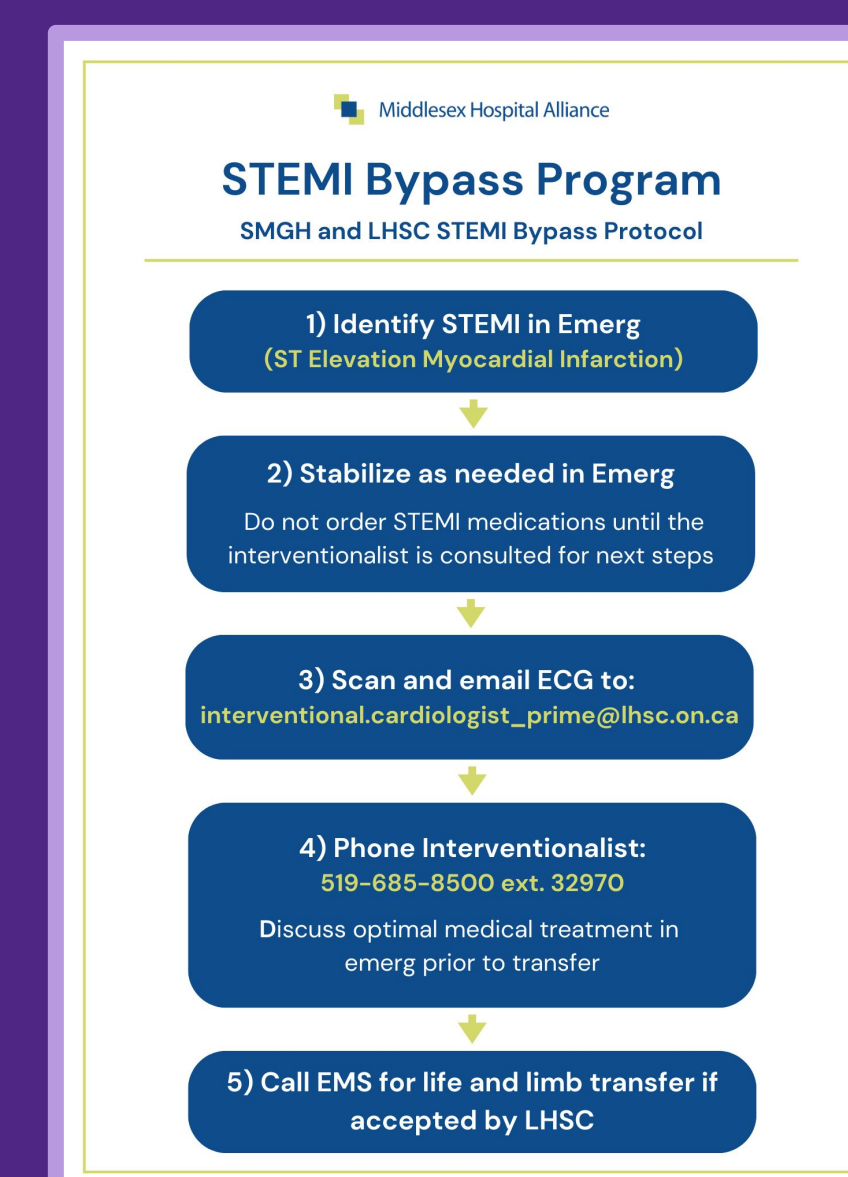 Middlesex Hospital Alliance
STEMI Bypass Program
SMGH and LHSC STEMI Bypass Protocol
1) Identify STEMI in Emerg
(ST Elevation Myocardial Infarction)
2) Stabilize as needed in Emerg
Do not order STEMI medications until the
interventionalist is consulted for next steps
3) Scan and email ECG to:
interventional.cardiologist_prime@lhsc.on.ca
4) Phone Interventionalist:
519-685-8500 ext. 32970
Discuss optimal medical treatment in
emerg prior to transfer
5) Call EMS for life and limb transfer if
accepted by LHSC